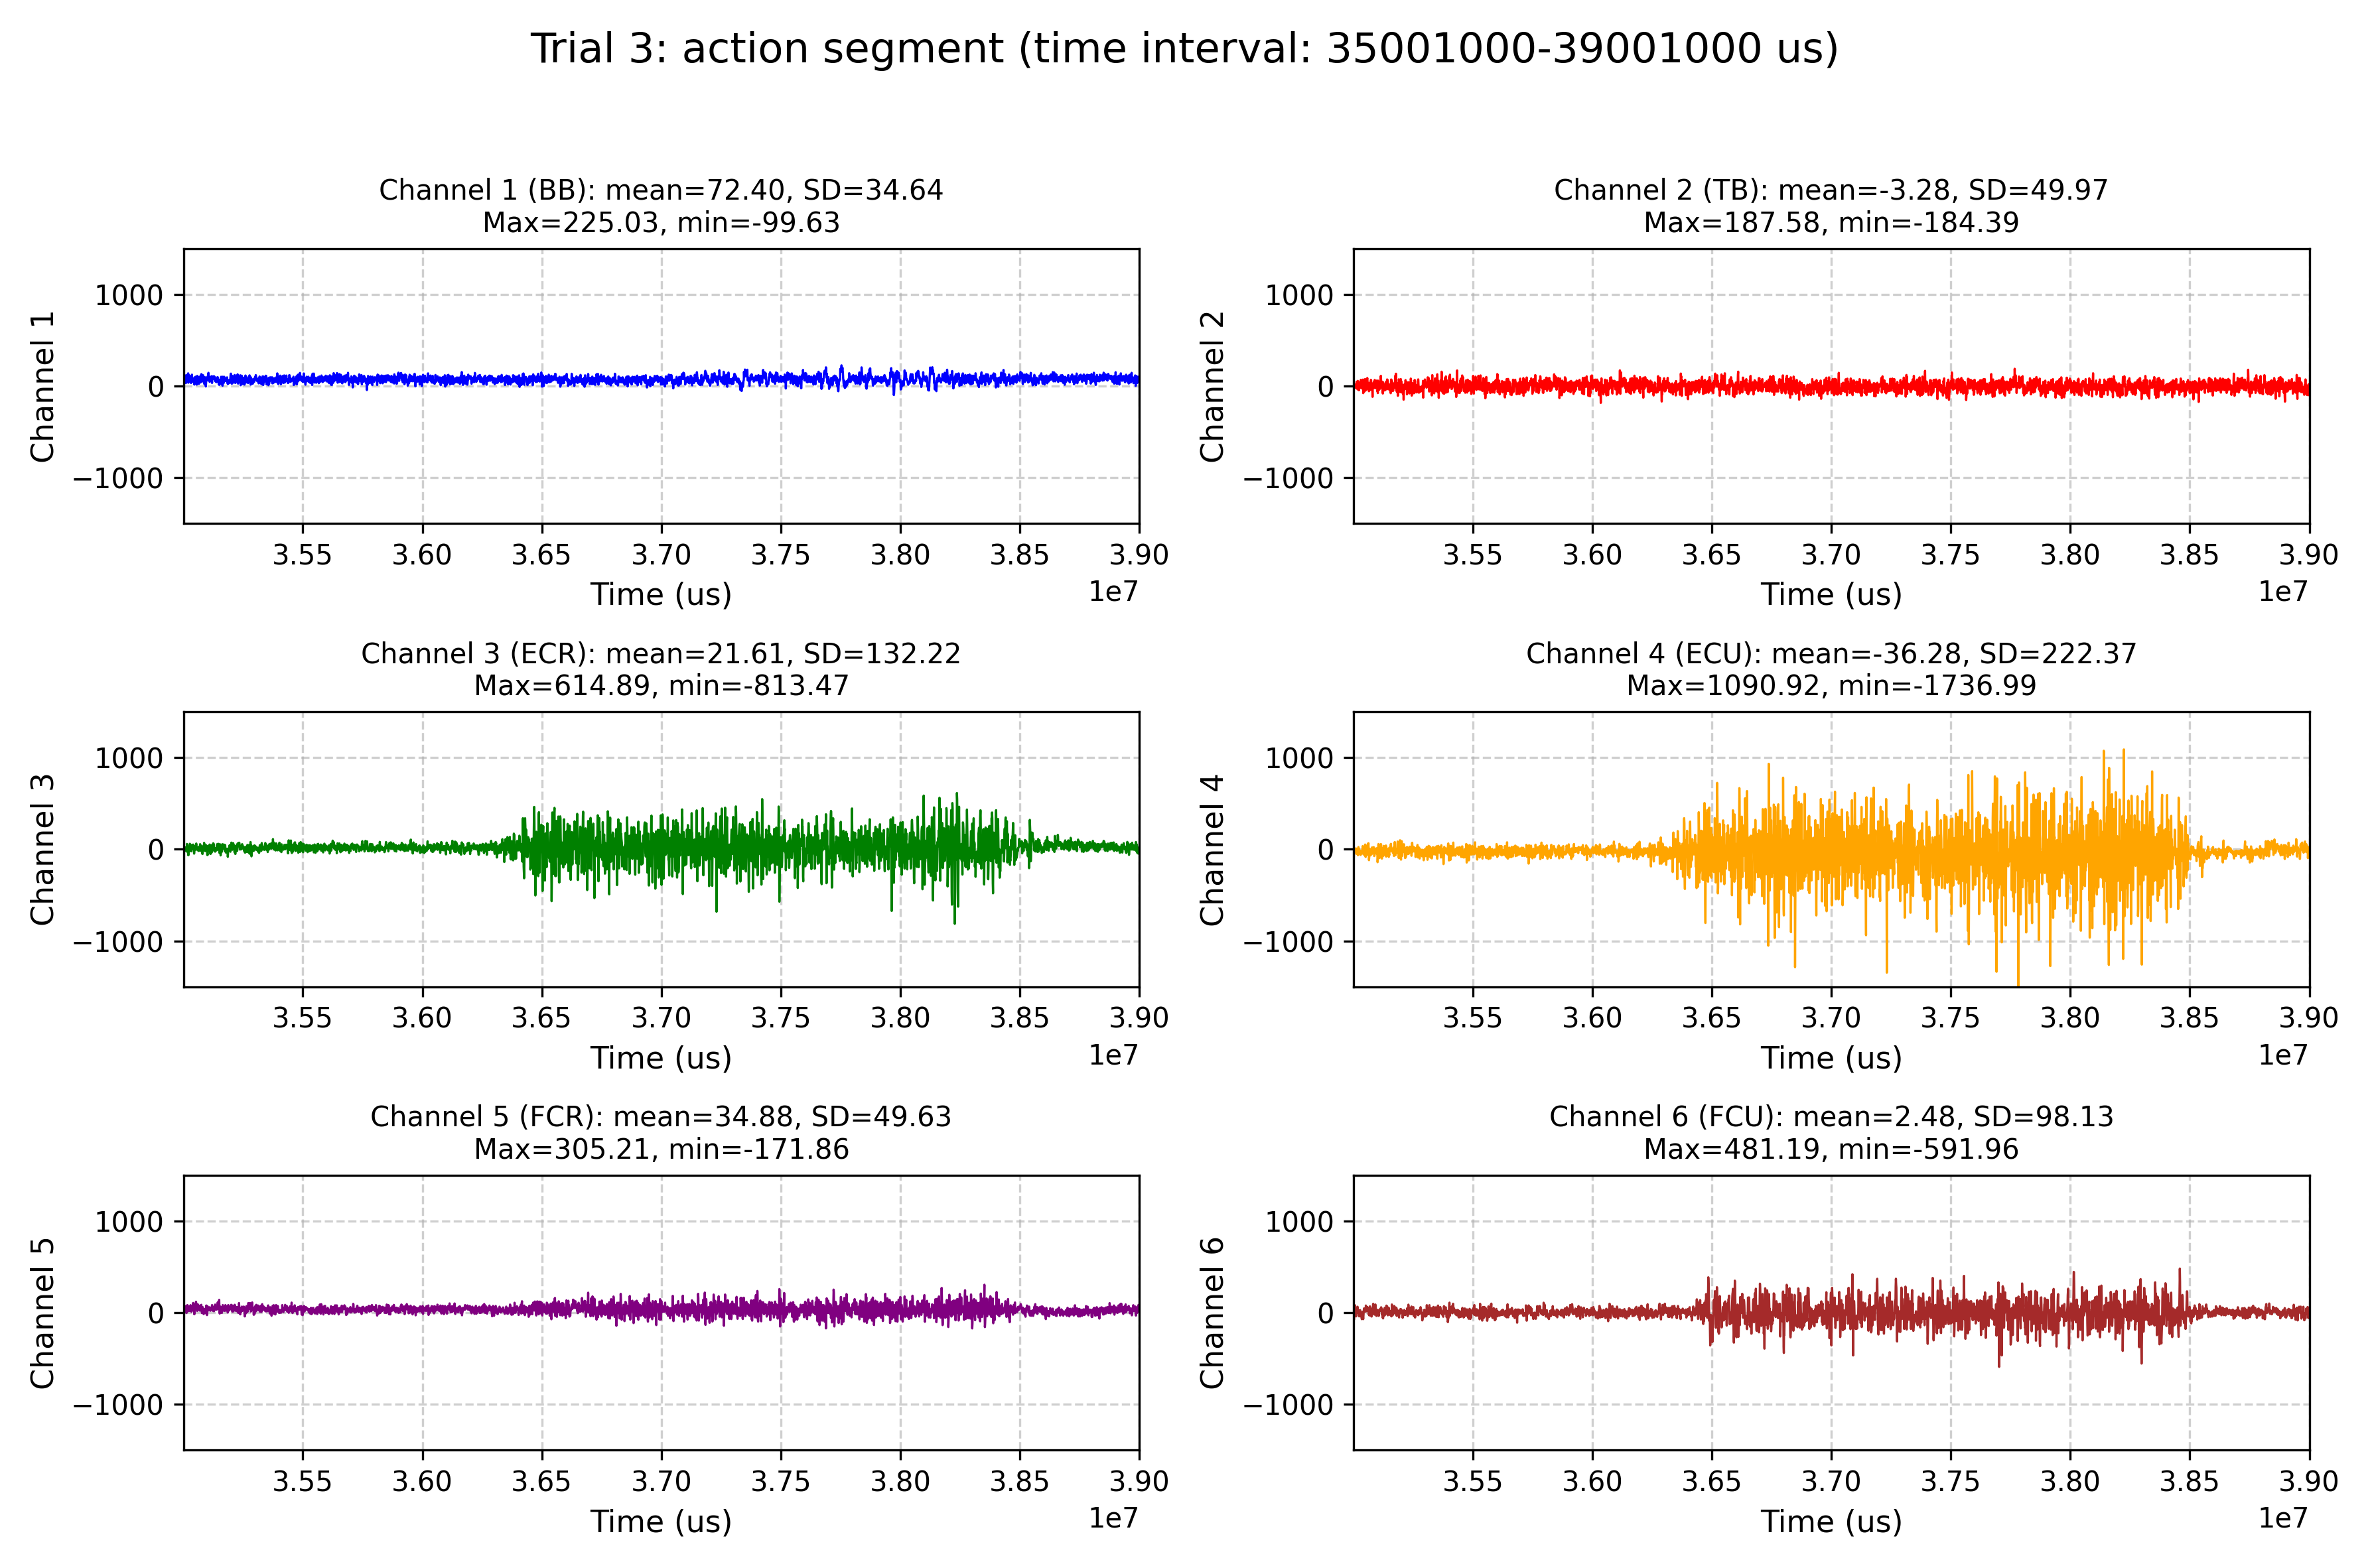 Trial 3: action segment (time interval: 35001000-39001000 us)
Channel 1 (BB): mean=72.40, SD=34.64
Max=225.03, min=-99.63
Channel 1
1000
0
−1000
3.55 3.60 3.65 3.70 3.75 3.80 3.85 3.90
1e7
Time (us)
Channel 2 (TB): mean=-3.28, SD=49.97
Max=187.58, min=-184.39
Channel 2
1000
0
−1000
3.55 3.60 3.65 3.70 3.75 3.80 3.85 3.90
1e7
Time (us)
Channel 3 (ECR): mean=21.61, SD=132.22
Max=614.89, min=-813.47
Channel 3
1000
0
−1000
3.55 3.60 3.65 3.70 3.75 3.80 3.85 3.90
1e7
Time (us)
Channel 4 (ECU): mean=-36.28, SD=222.37
Max=1090.92, min=-1736.99
Channel 4
1000
0
−1000
3.55 3.60 3.65 3.70 3.75 3.80 3.85 3.90
1e7
Time (us)
Channel 5 (FCR): mean=34.88, SD=49.63
Max=305.21, min=-171.86
Channel 5
1000
0
−1000
3.55 3.60 3.65 3.70 3.75 3.80 3.85 3.90
1e7
Time (us)
Channel 6 (FCU): mean=2.48, SD=98.13
Max=481.19, min=-591.96
Channel 6
1000
0
−1000
3.55 3.60 3.65 3.70 3.75 3.80 3.85 3.90
1e7
Time (us)